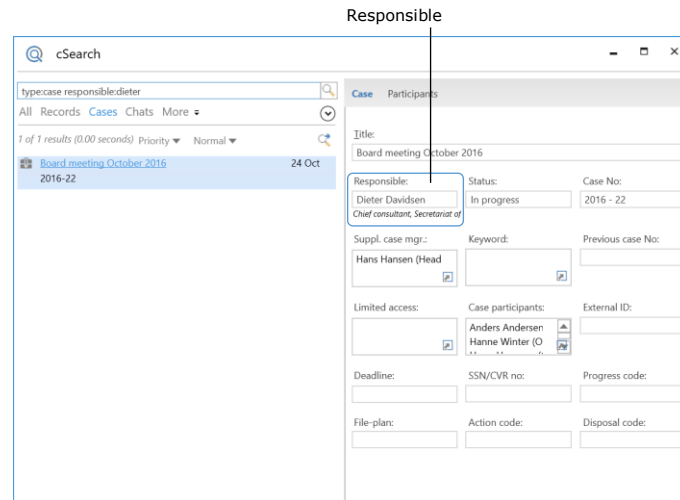 Responsible
cSearch
type:case responsible:dieter
All Records Cases Chats More
1 of 1 results (0.00 seconds) Priority Normal
Board meeting October 2016 24 Oct
2016-22
Case Participants
Title:
Board meeting October 2016
Responsible: Status: Case No:
Dieter Davidsen In progress 2016 - 22
Chief consultant, Secretariat of
Suppl. case mgr.: Keyword: Previous case No:
Hans Hansen (Head
Limited access: Case participants: External ID:
Anders Andersen
Hanne Winter (O
Deadline: SSN/CVR no: Progress code:
File-plan: Action code: Disposal code: